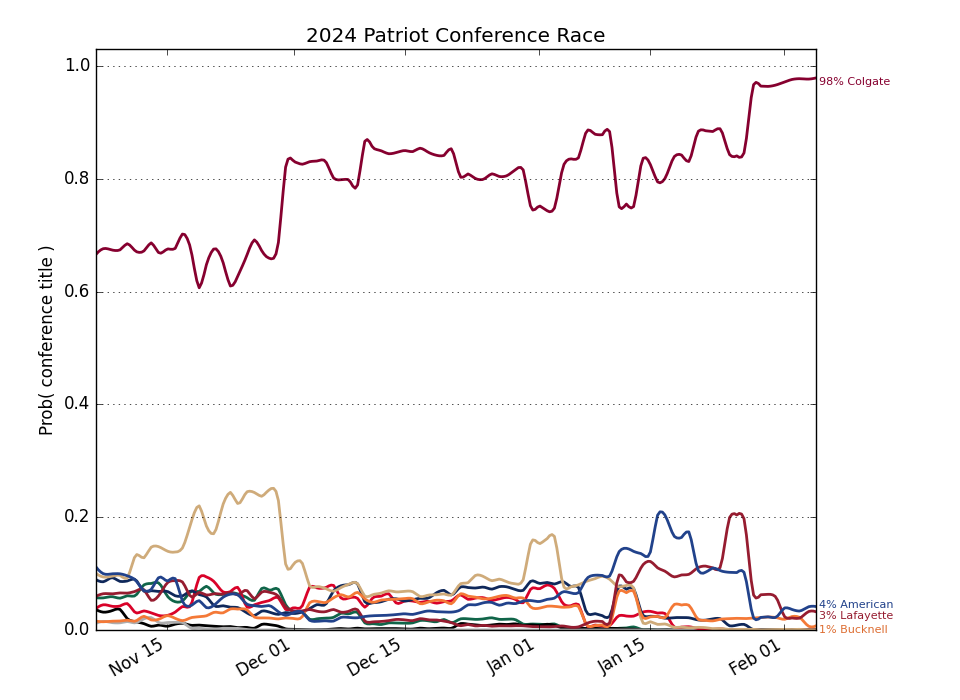 2024 Patriot Conference Race
Prob( conference title )
1.0
0.8
0.6
0.4
0.2
0.0
Nov 15
Dec 01
Dec 15
Jan 01
Jan 15
Feb 01
98% Colgate
4% American
3% Lafayette
1% Bucknell